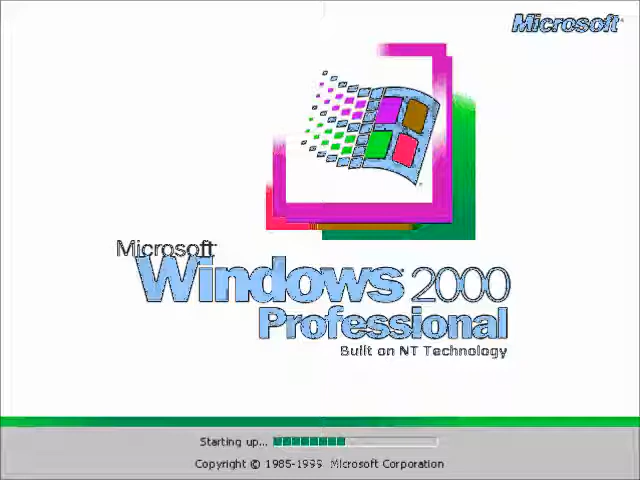 Microsoft
Microsoft
Windows 2000
Professional
Built on NT Technology
Starting up...
Copyright © 1985-1999 Microsoft Corporation